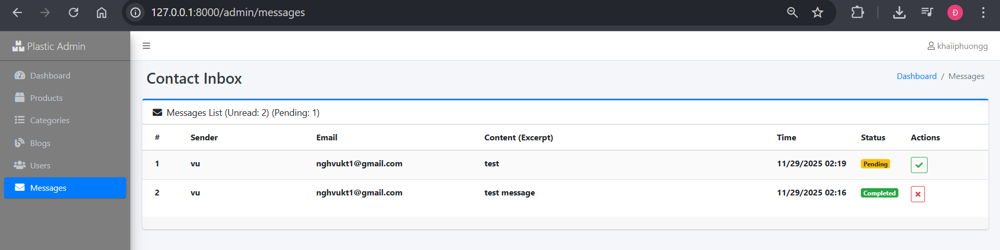 127.0.0.1:8000/admin/messages
Đ
Plastic Admin
khaiiphuongg
Dashboard
Products
Categories
Blogs
Users
Messages
Contact Inbox
Dashboard / Messages
Messages List (Unread: 2) (Pending: 1)
# Sender Email Content (Excerpt) Time Status Actions
1 vu nghvukt1@gmail.com test 11/29/2025 02:19 Pending
2 vu nghvukt1@gmail.com test message 11/29/2025 02:16 Completed